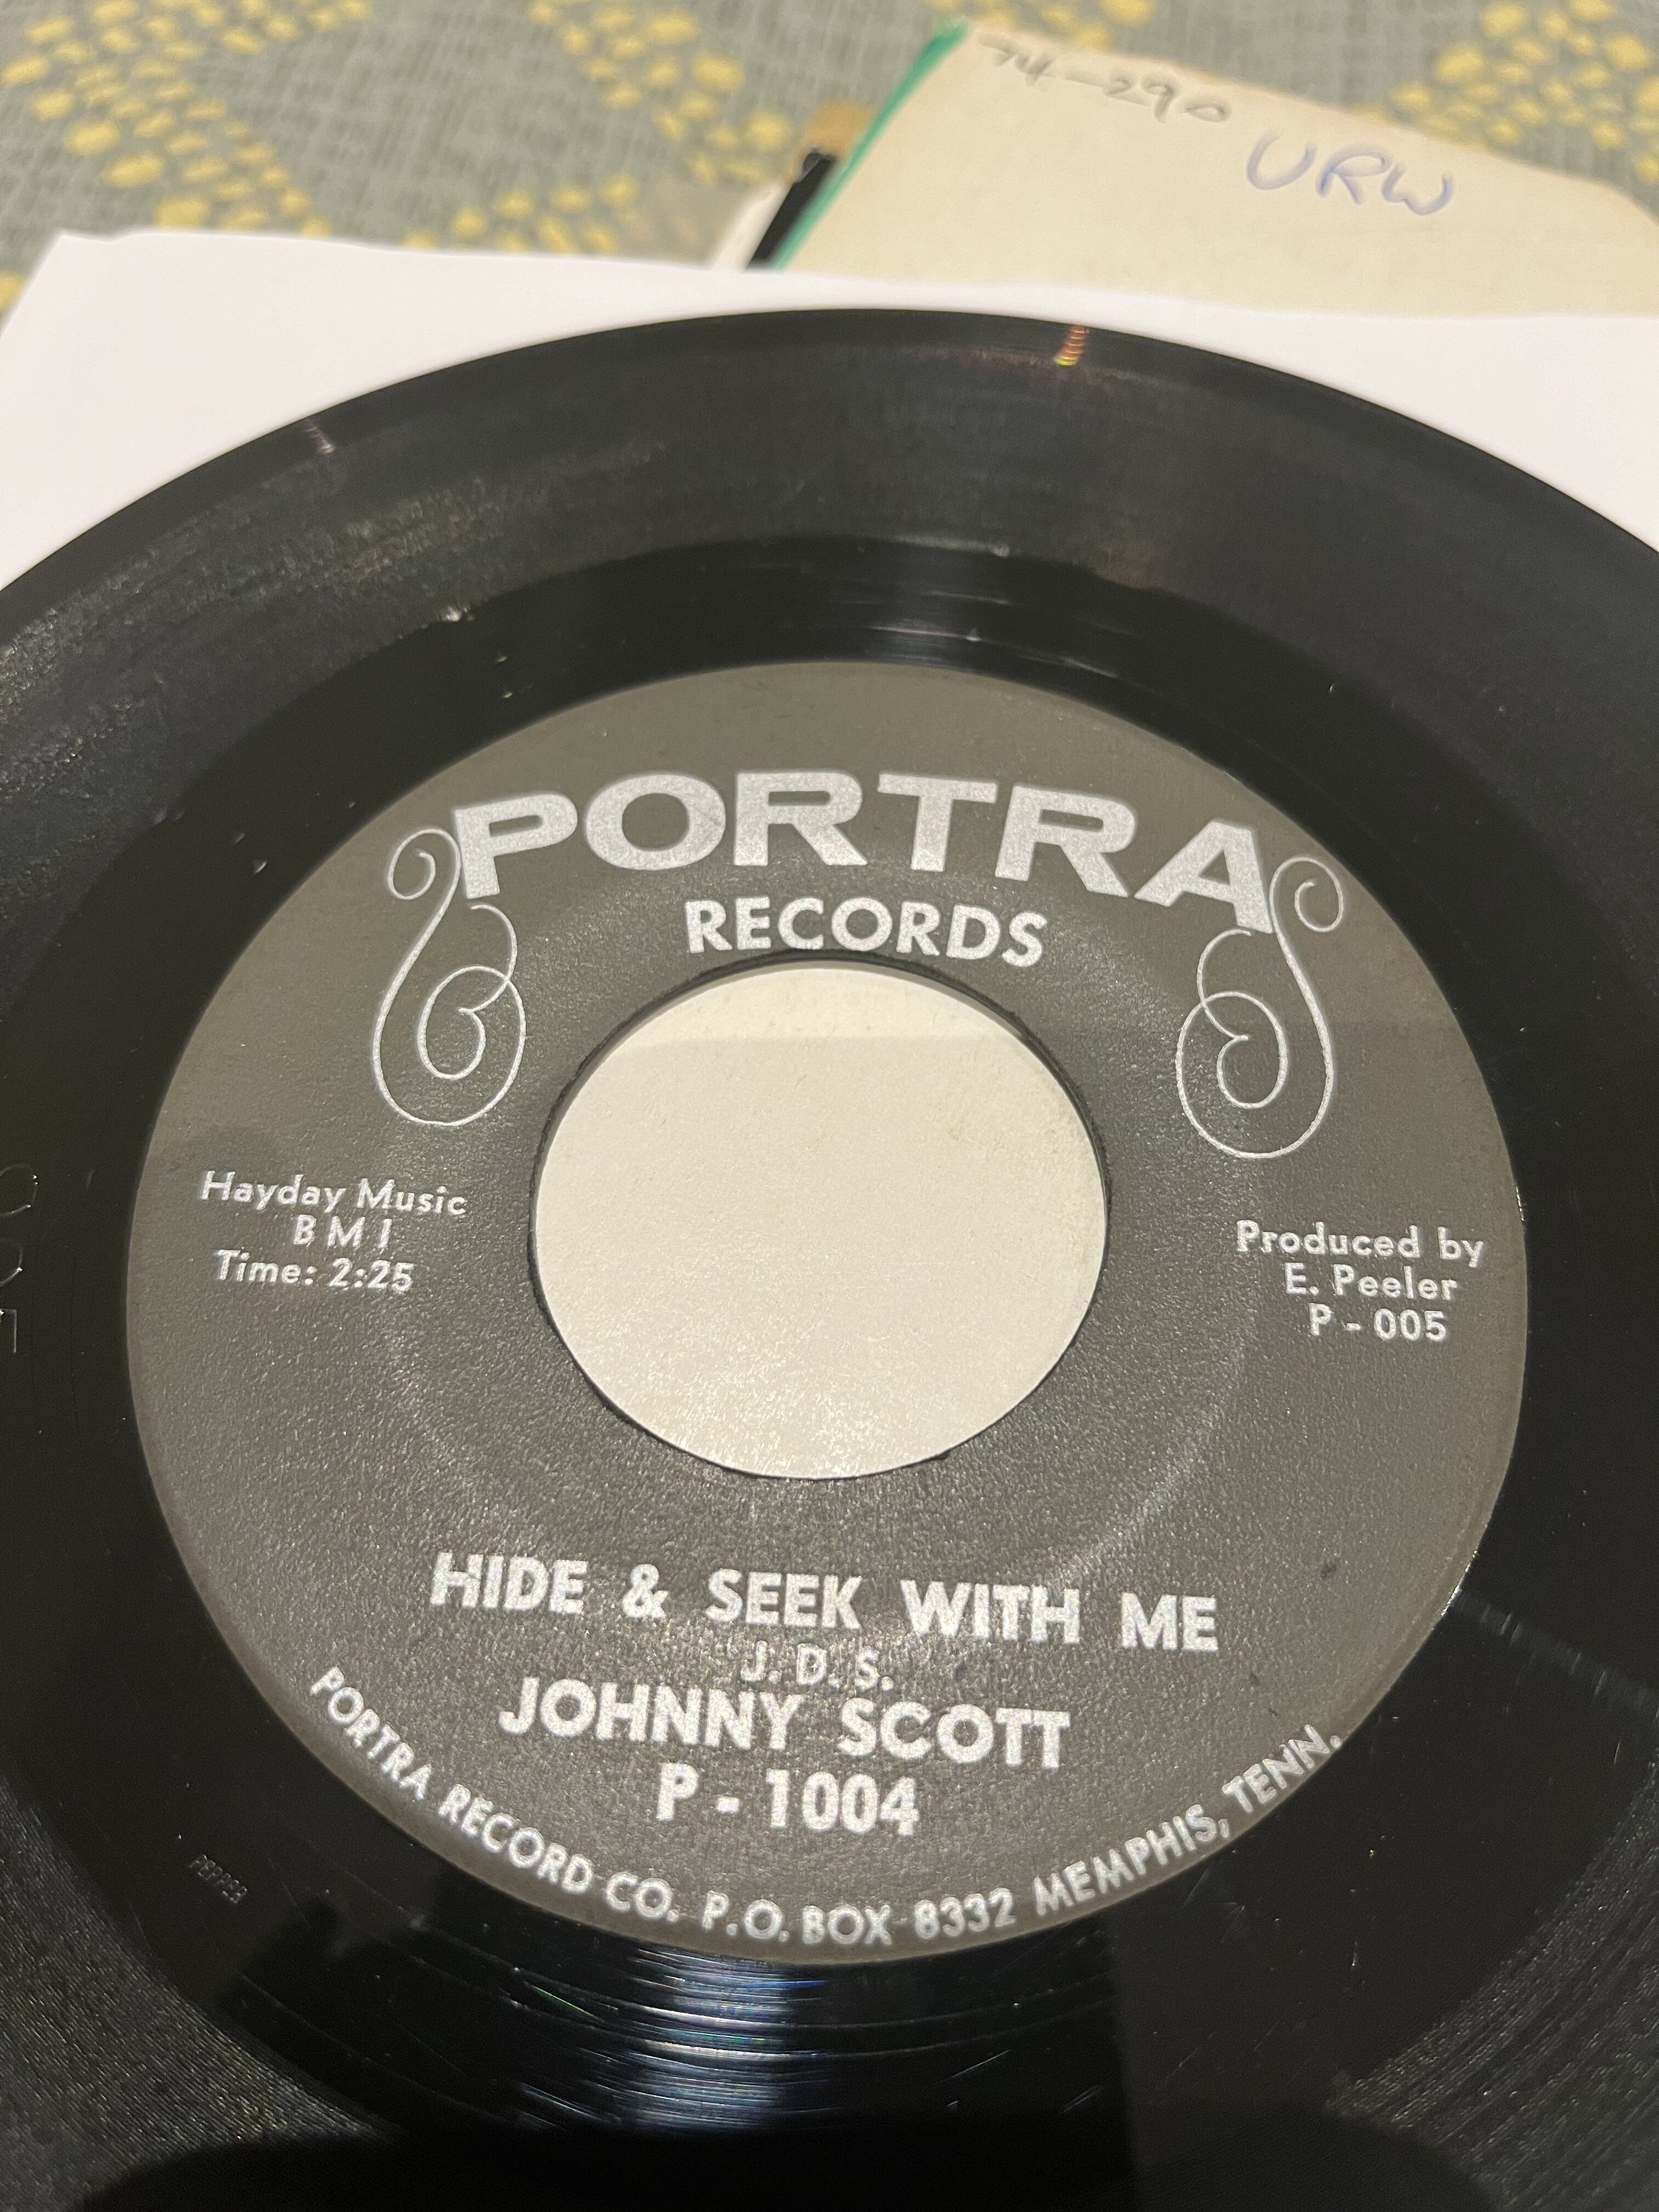 74-290
URW
PORTRA
RECORDS
Hayday Music
B M I
Time: 2:25
Produced by
E. Peeler
P - 005
HIDE & SEEK WITH ME
J. D. S.
JOHNNY SCOTT
P - 1004
PORTRA RECORD CO. P.O. BOX 8332 MEMPHIS, TENN.